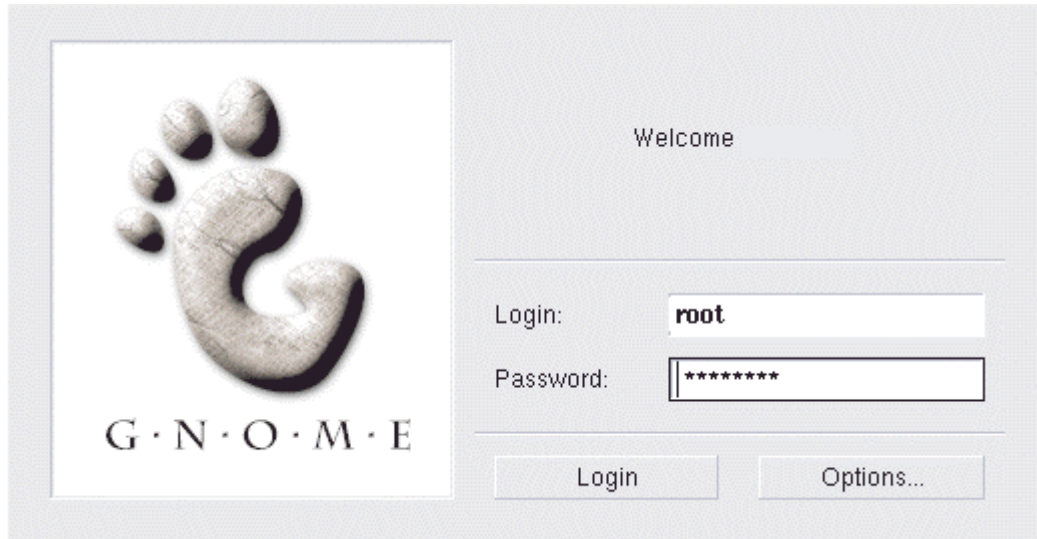 Welcome
Login: root
Password: ********
G · N · O · M · E
Login Options...